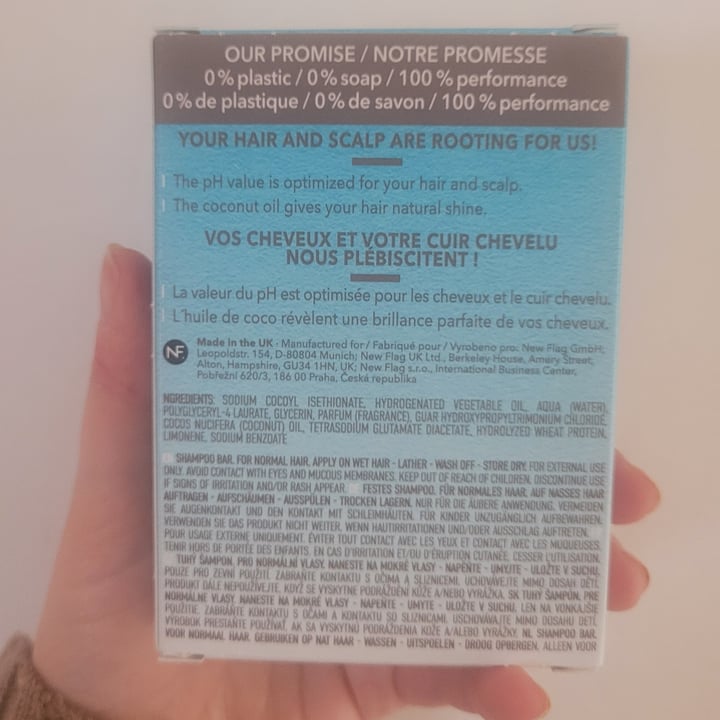 OUR PROMISE / NOTRE PROMESSE
0 % plastic / 0 % soap / 100 % performance
0 % de plastique / 0 % de savon / 100 % performance
YOUR HAIR AND SCALP ARE ROOTING FOR US!
The pH value is optimized for your hair and scalp.
The coconut oil gives your hair natural shine.
VOS CHEVEUX ET VOTRE CUIR CHEVELU
NOUS PLÉBISCITENT !
La valeur du pH est optimisée pour les cheveux et le cuir chevelu.
L'huile de coco révèlent une brillance parfaite de vos cheveux.
NF
Made in the UK · Manufactured for / Fabriqué pour / Vyrobeno pro: New Flag GmbH,
Leopoldstr. 154, D-80804 Munich; New Flag UK Ltd., Berkeley House, Amery Street,
Alton, Hampshire, GU34 1HN, UK; New Flag s.r.o., International Business Center,
Pobřežní 620/3, 186 00 Praha, Česká republika
INGREDIENTS: SODIUM COCOYL ISETHIONATE, HYDROGENATED VEGETABLE OIL, AQUA (WATER),
POLYGLYCERYL-4 LAURATE, GLYCERIN, PARFUM (FRAGRANCE), GUAR HYDROXYPROPYLTRIMONIUM CHLORIDE,
COCOS NUCIFERA (COCONUT) OIL, TETRASODIUM GLUTAMATE DIACETATE, HYDROLYZED WHEAT PROTEIN,
LIMONENE, SODIUM BENZOATE
SHAMPOO BAR. FOR NORMAL HAIR. APPLY ON WET HAIR - LATHER - WASH OFF - STORE DRY. FOR EXTERNAL USE
ONLY. AVOID CONTACT WITH EYES AND MUCOUS MEMBRANES. KEEP OUT OF REACH OF CHILDREN. DISCONTINUE USE
IF SIGNS OF IRRITATION AND/OR RASH APPEAR. FESTES SHAMPOO. FÜR NORMALES HAAR. AUF NASSES HAAR
AUFTRAGEN - AUFSCHÄUMEN - AUSSPÜLEN - TROCKEN LAGERN. NUR FÜR DIE ÄUßERE ANWENDUNG. VERMEIDEN
SIE AUGENKONTAKT UND DEN KONTAKT MIT SCHLEIMHÄUTEN. FÜR KINDER UNZUGÄNGLICH AUFBEWAHREN.
VERWENDEN SIE DAS PRODUKT NICHT WEITER, WENN HAUTIRRITATIONEN UND/ODER AUSSCHLAG AUFTRETEN.
POUR USAGE EXTERNE UNIQUEMENT. ÉVITER TOUT CONTACT AVEC LES YEUX ET CONTACT AVEC LES MUQUEUSES.
TENIR HORS DE PORTÉE DES ENFANTS. EN CAS D'IRRITATION ET/OU D'ÉRUPTION CUTANÉE, CESSER L'UTILISATION.
TUHÝ ŠAMPON. PRO NORMÁLNÍ VLASY. NANESTE NA MOKRÉ VLASY - NAPEŇTE - UMYJTE - ULOŽTE V SUCHU.
POUZE PRO ZEVNÍ POUŽITÍ. ZABRAŇTE KONTAKTU S OČIMA A SLIZNICEMI. UCHOVÁVEJTE MIMO DOSAH DĚTÍ.
PRODUKT DÁLE NEPOUŽÍVEJTE, KDYŽ SE VYSKYTNE PODRÁŽDĚNÍ KŮŽE A/NEBO VYRÁŽKA. SK TUHÝ ŠAMPÓN. PRE
NORMÁLNE VLASY. NANESTE NA MOKRÉ VLASY - NAPEŇTE - UMYTE - ULOŽTE V SUCHU. LEN NA VONKAJŠIE
POUŽITIE. ZABRÁŇTE KONTAKTU S OČAMI A KONTAKTU SO SLIZNICAMI. USCHOVÁVAJTE MIMO DOSAHU DETÍ.
VÝROBOK PRESTAŇTE POUŽÍVAŤ, AK SA VYSKYTNÚ PODRÁŽDENIA KOŽE A/ALEBO VYRÁŽKY. NL SHAMPOO BAR.
VOOR NORMAAL HAAR. GEBRUIKEN OP NAT HAAR - WASSEN - UITSPOELEN - DROOG OPBERGEN. ALLEEN VOOR